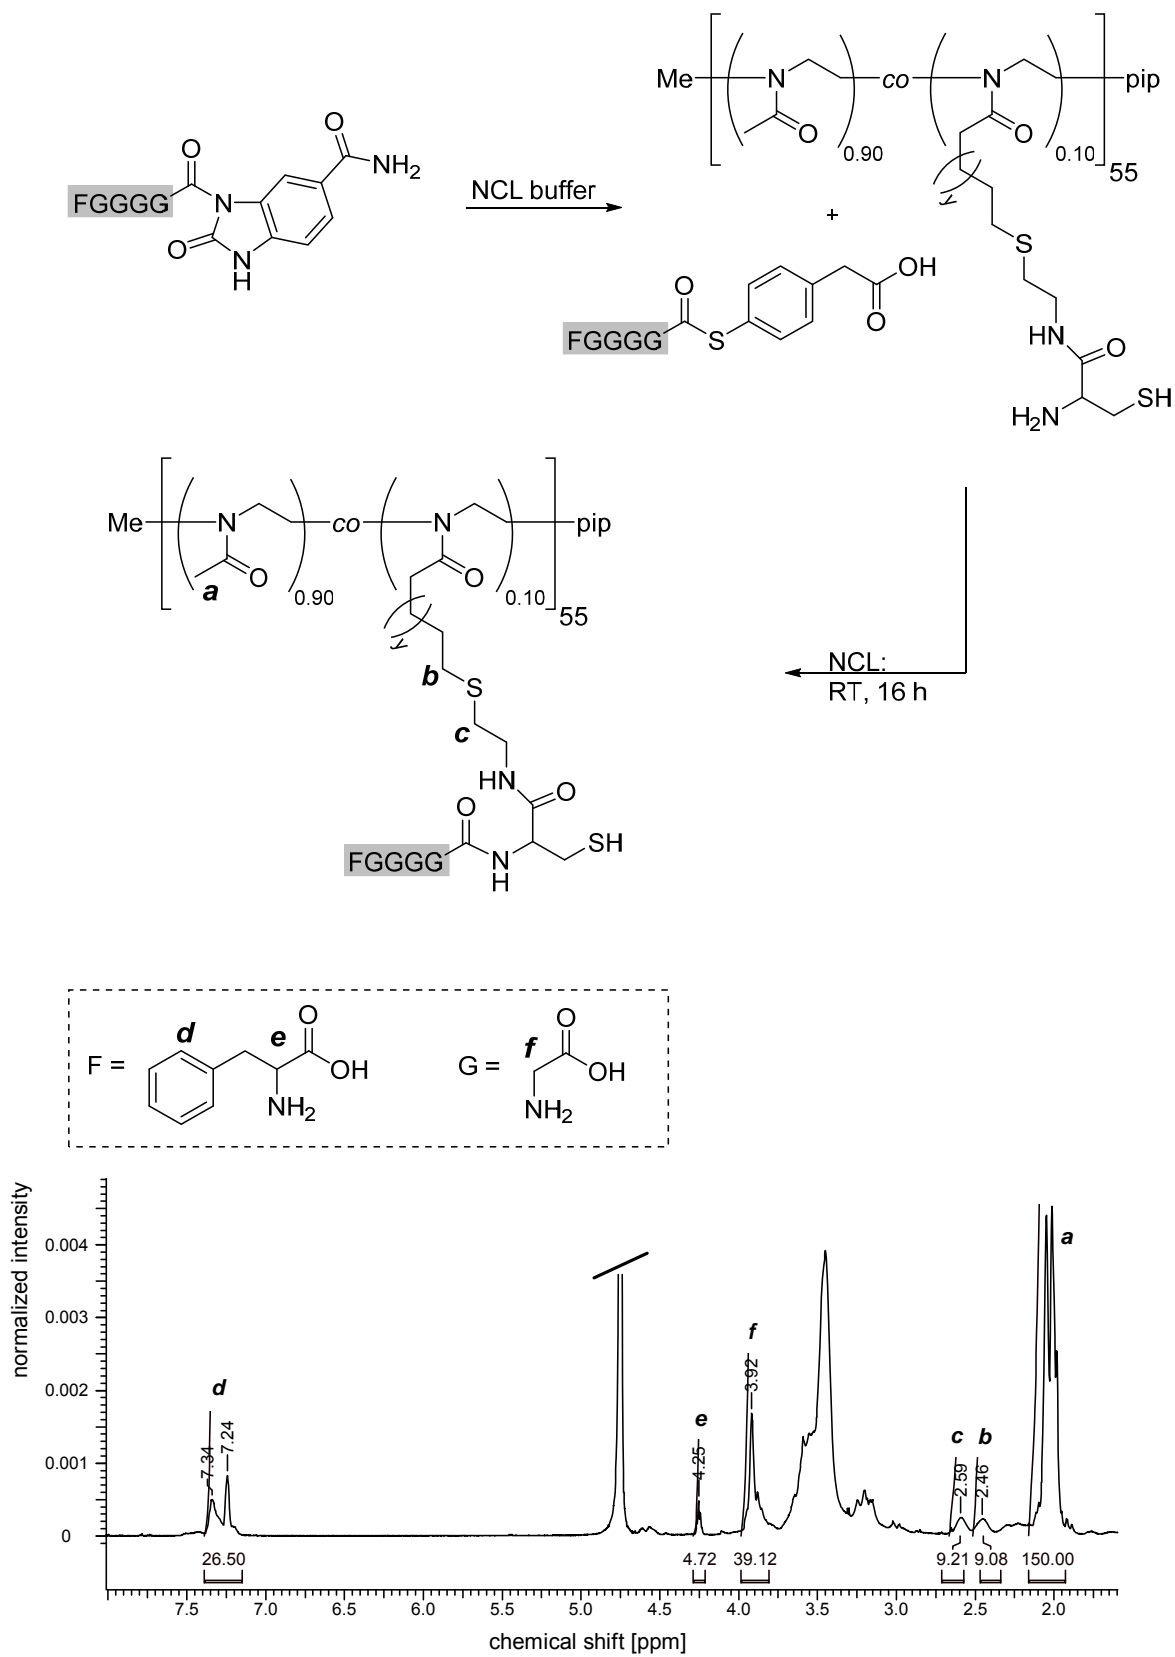 Me
N
O
0.90
co
N
O
0.10
55
pip
y
S
HN
O
H2N
SH
FGGGG
O
N
O
N
H
O
NH2
NCL buffer
+
FGGGG
O
S
O
OH
Me
N
O
a
0.90
co
N
O
0.10
55
pip
y
b
S
c
HN
O
SH
FGGGG
O
N
H
NCL:
RT, 16 h
F =
d
e
O
OH
NH2
G =
f
O
OH
NH2
normalized intensity
0.004
0.003
0.002
0.001
0
d
7.34
7.24
e
4.25
f
3.92
c
2.59
b
2.46
a
26.50
4.72
39.12
9.21
9.08
150.00
7.5 7.0 6.5 6.0 5.5 5.0 4.5 4.0 3.5 3.0 2.5 2.0
chemical shift [ppm]